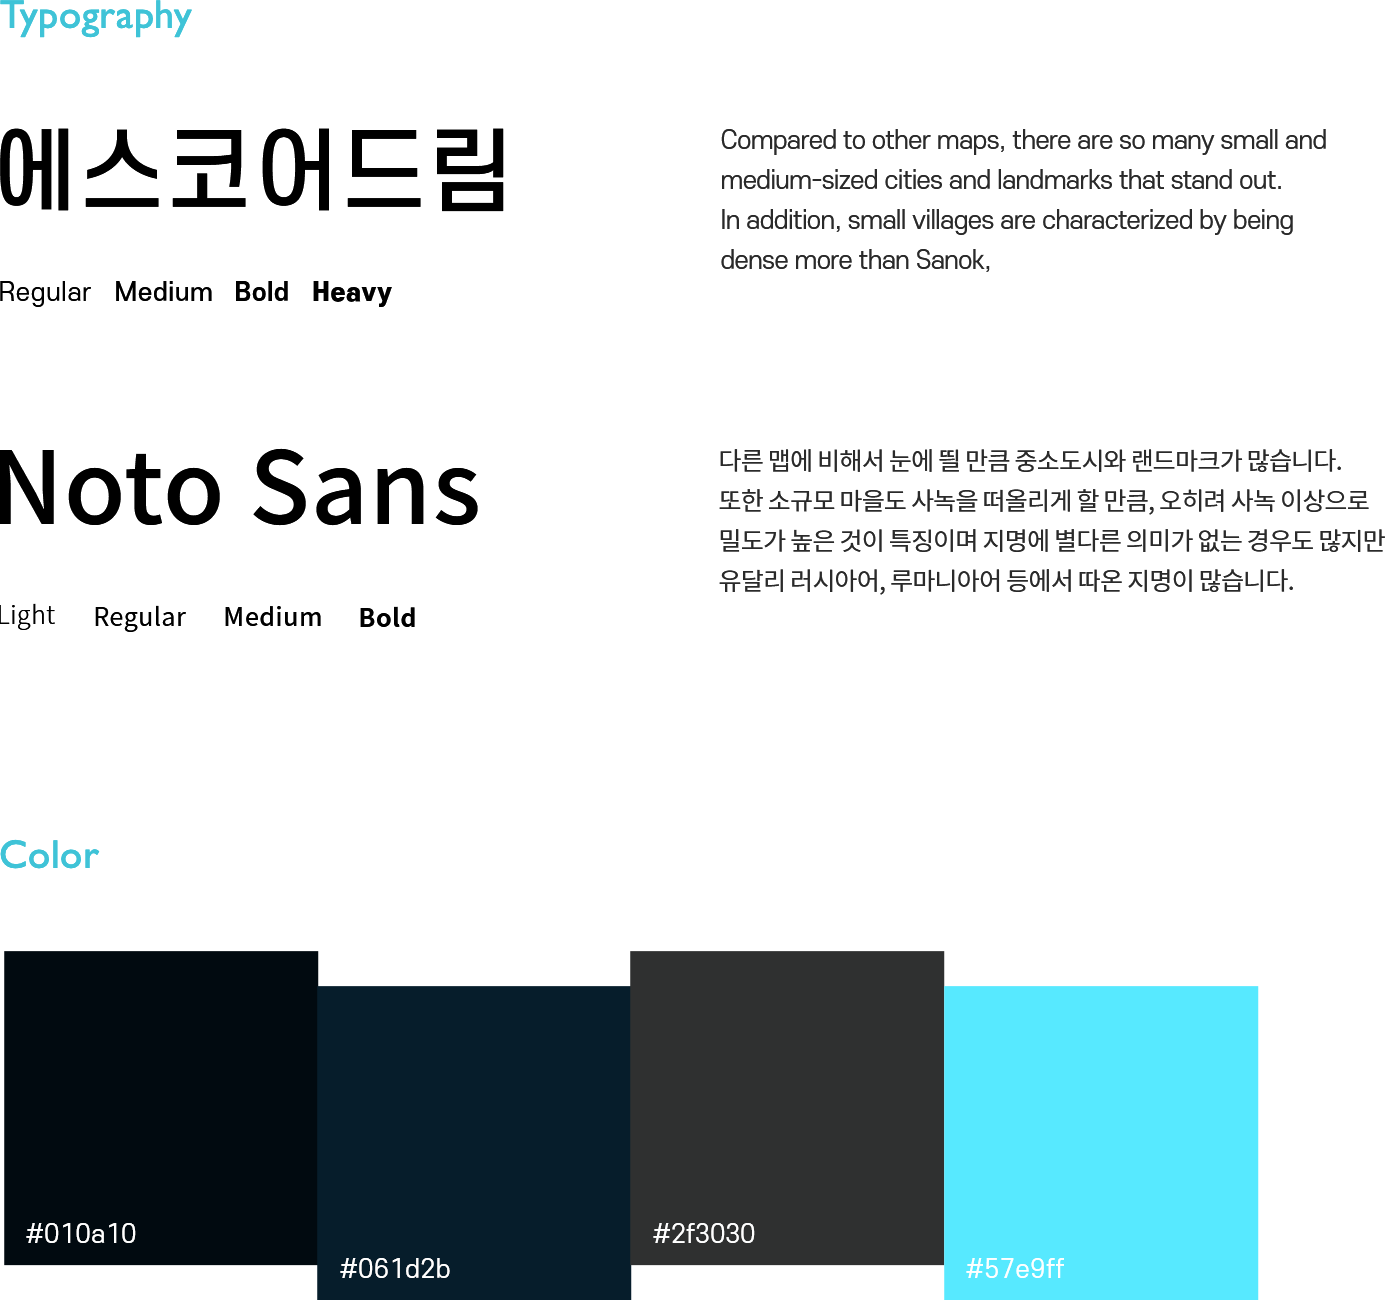 Typography
에스코어드림
Regular Medium Bold Heavy
Compared to other maps, there are so many small and
medium-sized cities and landmarks that stand out.
In addition, small villages are characterized by being
dense more than Sanok,
Noto Sans
Light Regular Medium Bold
다른 맵에 비해서 눈에 띌 만큼 중소도시와 랜드마크가 많습니다.
또한 소규모 마을도 사녹을 떠올리게 할 만큼, 오히려 사녹 이상으로
밀도가 높은 것이 특징이며 지명에 별다른 의미가 없는 경우도 많지만
유달리 러시아어, 루마니아어 등에서 따온 지명이 많습니다.
Color
#010a10
#061d2b
#2f3030
#57e9ff